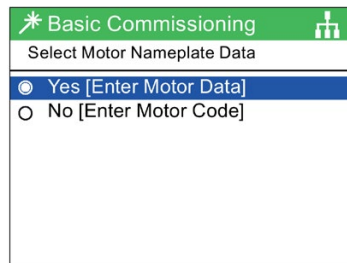 Basic Commissioning
Select Motor Nameplate Data
Yes [Enter Motor Data]
No [Enter Motor Code]